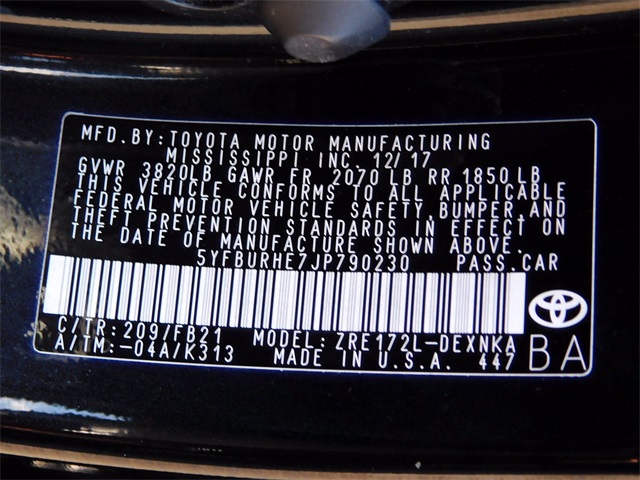 MFD. BY: TOYOTA MOTOR MANUFACTURING
MISSISSIPPI INC. 12/17
GVWR 3820LB GAWR FR 2070 LB RR 1850 LB
THIS VEHICLE CONFORMS TO ALL APPLICABLE
FEDERAL MOTOR VEHICLE SAFETY, BUMPER, AND
THEFT PREVENTION STANDARDS IN EFFECT ON
THE DATE OF MANUFACTURE SHOWN ABOVE.
5YFBURHE7JP790230 PASS. CAR
C/TR: 209/FB21 MODEL: ZRE172L-DEXNKA
A/TM: -04A/K313 MADE IN U.S.A. 447
BA